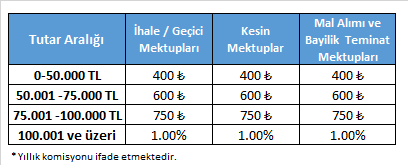 Tutar Aralığı İhale / Geçici Mektupları Kesin Mektuplar Mal Alımı ve Bayilik Teminat Mektupları
0-50.000 TL 400 ₺ 400 ₺ 400 ₺
50.001 -75.000 TL 600 ₺ 600 ₺ 600 ₺
75.001 -100.000 TL 750 ₺ 750 ₺ 750 ₺
100.001 ve üzeri 1.00% 1.00% 1.00%
* Yıllık komisyonu ifade etmektedir.